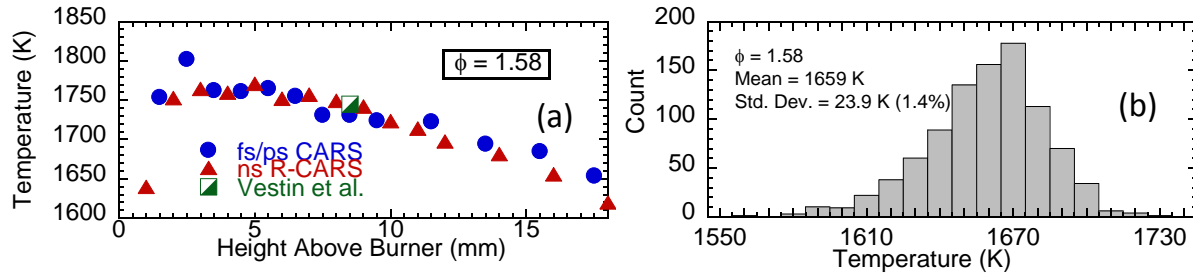 1850
1800
1750
1700
1650
1600
Temperature (K)
ϕ = 1.58
(a)
fs/ps CARS
ns R-CARS
Vestin et al.
0 5 10 15
Height Above Burner (mm)
200
150
100
50
0
Count
ϕ = 1.58
Mean = 1659 K
Std. Dev. = 23.9 K (1.4%)
(b)
1550 1610 1670 1730
Temperature (K)